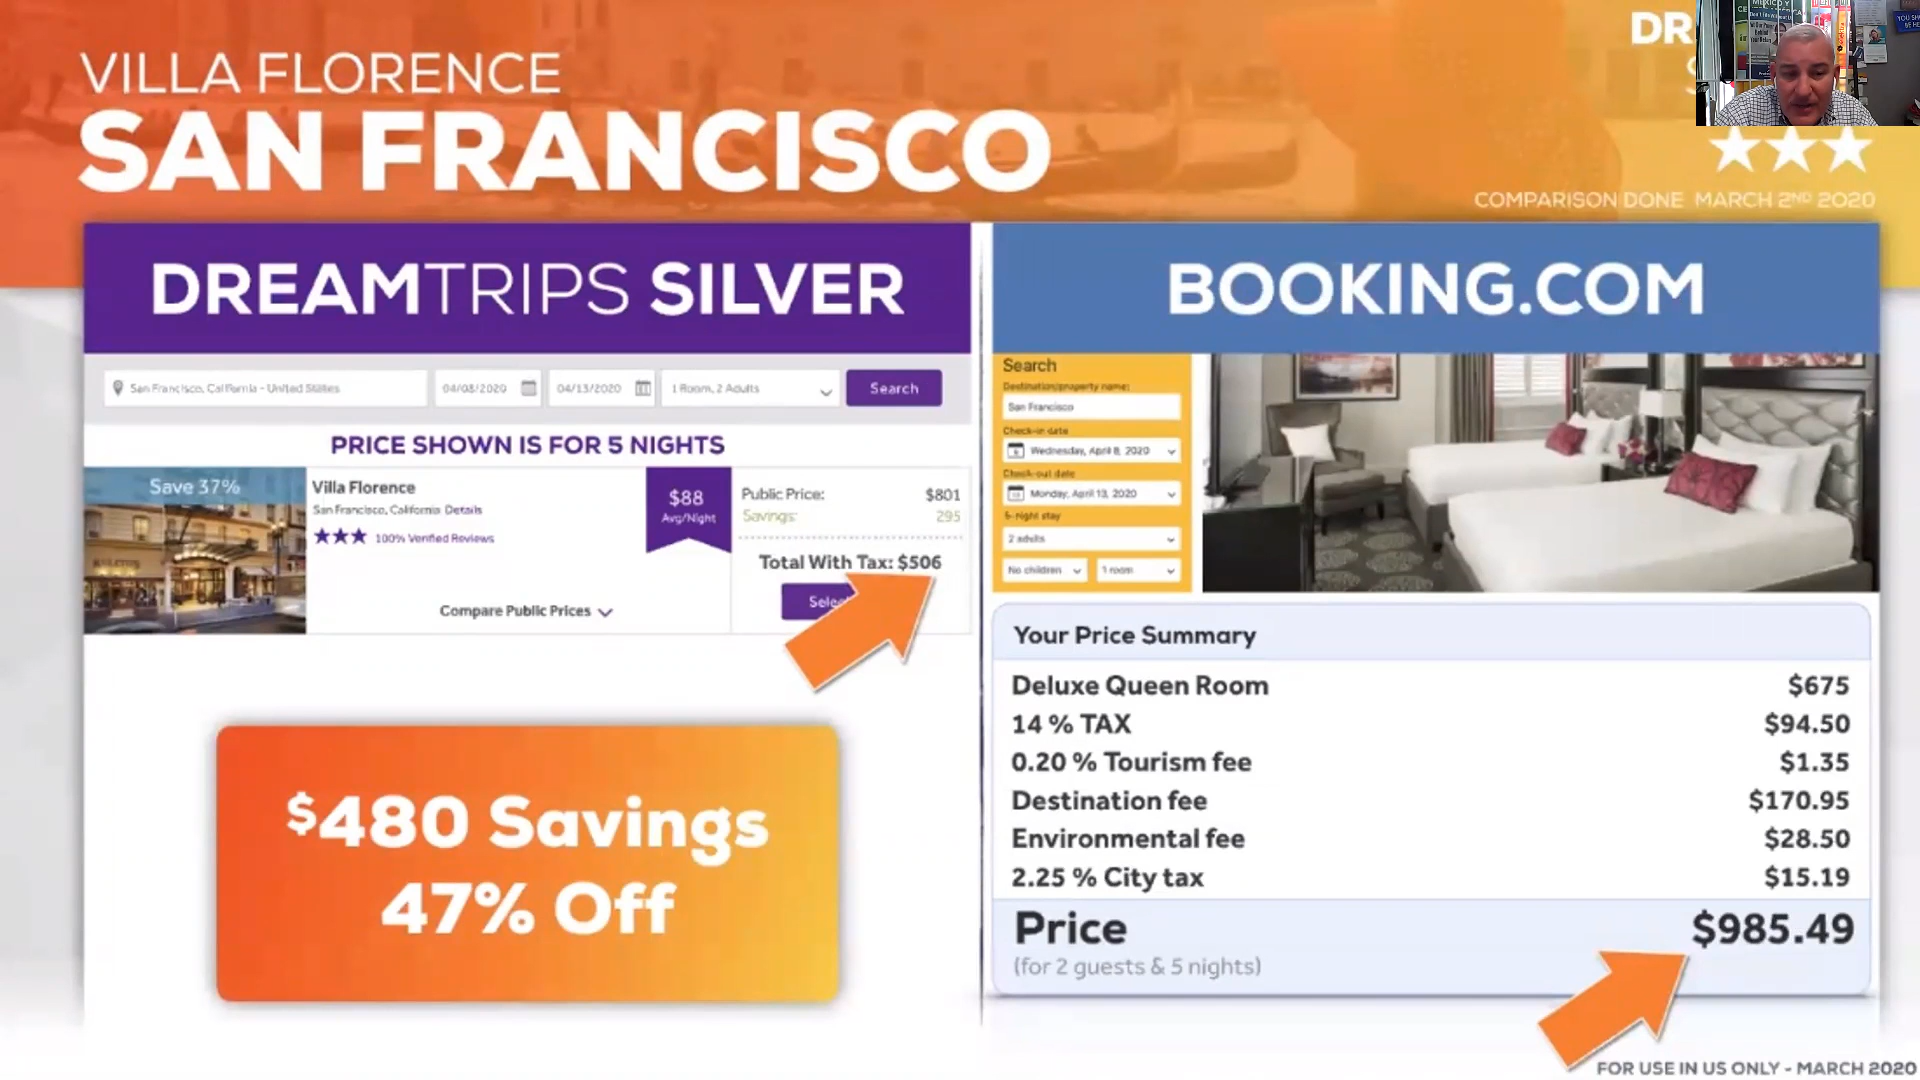 VILLA FLORENCE
SAN FRANCISCO
DR
COMPARISON DONE MARCH 2ND 2020
DREAMTRIPS SILVER
San Francisco, California - United States
04/08/2020
04/13/2020
1 Room, 2 Adults
Search
PRICE SHOWN IS FOR 5 NIGHTS
Save 37%
Villa Florence
San Francisco, California Details
100% Verified Reviews
Compare Public Prices
$88
Avg/Night
Public Price: $801
Savings: 295
Total With Tax: $506
$480 Savings
47% Off
BOOKING.COM
Search
Destination/property name:
San Francisco
Check-in date
Wednesday, April 8, 2020
Check-out date
Monday, April 13, 2020
5-night stay
2 adults
No children
1 room
Your Price Summary
Deluxe Queen Room $675
14 % TAX $94.50
0.20 % Tourism fee $1.35
Destination fee $170.95
Environmental fee $28.50
2.25 % City tax $15.19
Price $985.49
(for 2 guests & 5 nights)
FOR USE IN US ONLY - MARCH 2020